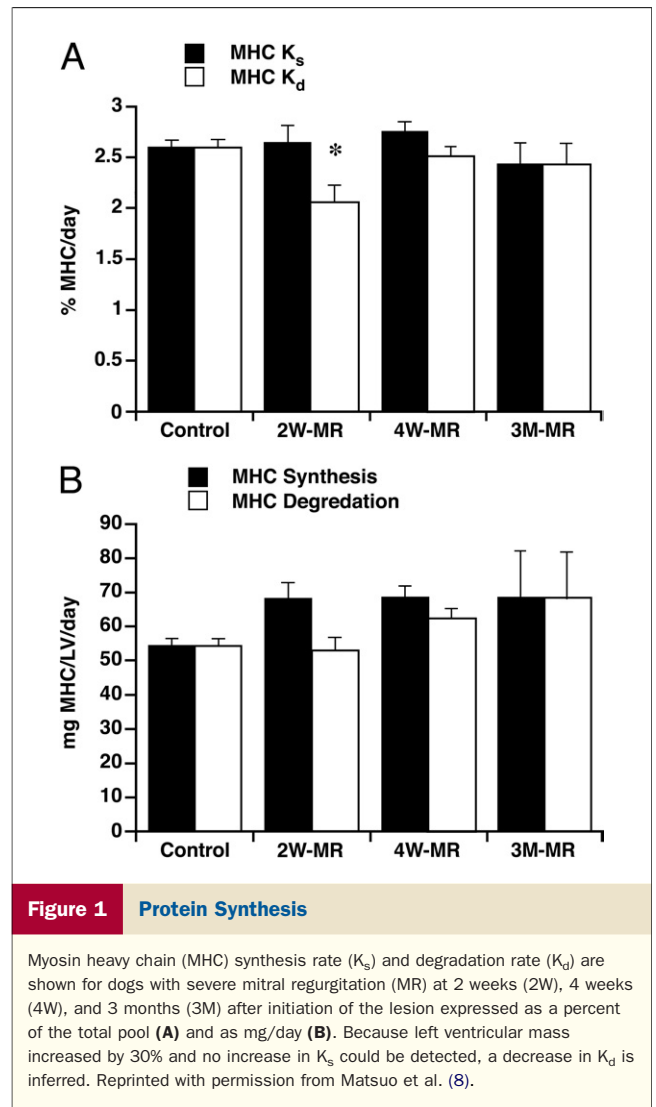 A
MHC Ks
MHC Kd
3
2.5
2
1.5
1
0.5
0
% MHC/day
*
Control 2W-MR 4W-MR 3M-MR
B
MHC Synthesis
MHC Degredation
90
80
70
60
50
40
30
20
10
0
mg MHC/LV/day
Control 2W-MR 4W-MR 3M-MR
Figure 1 Protein Synthesis
Myosin heavy chain (MHC) synthesis rate (Ks) and degradation rate (Kd) are
shown for dogs with severe mitral regurgitation (MR) at 2 weeks (2W), 4 weeks
(4W), and 3 months (3M) after initiation of the lesion expressed as a percent
of the total pool (A) and as mg/day (B). Because left ventricular mass
increased by 30% and no increase in Ks could be detected, a decrease in Kd is
inferred. Reprinted with permission from Matsuo et al. (8).